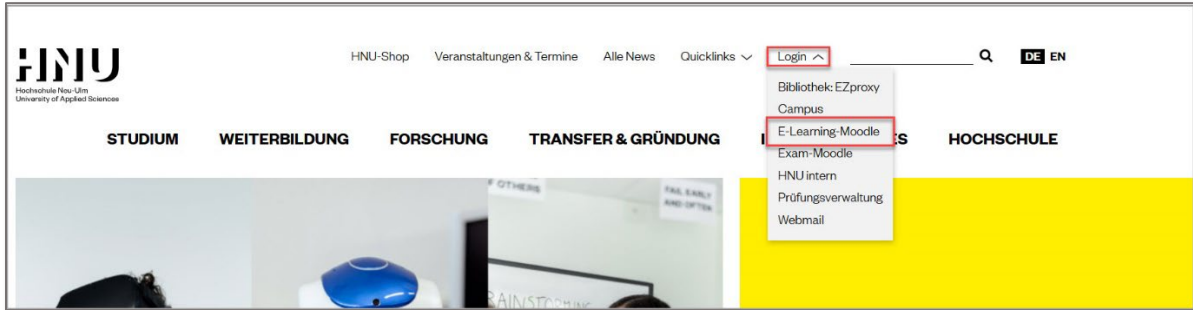 HNU
Hochschule Neu-Ulm
University of Applied Sciences
HNU-Shop Veranstaltungen & Termine Alle News Quicklinks Login DE EN
Bibliothek: EZproxy
Campus
E-Learning-Moodle
Exam-Moodle
HNU intern
Prüfungsverwaltung
Webmail
STUDIUM WEITERBILDUNG FORSCHUNG TRANSFER & GRÜNDUNG HOCHSCHULE
OF OTHERS
FAIL EARLY
AND OFTEN